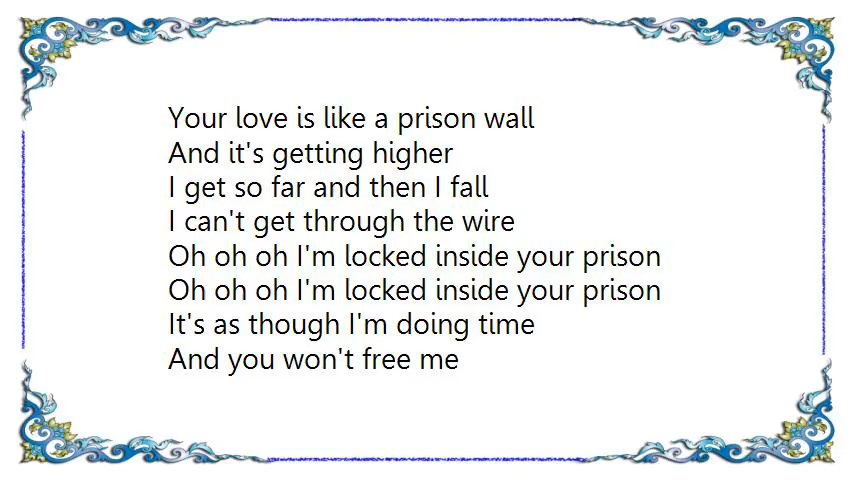 Your love is like a prison wall
And it's getting higher
I get so far and then I fall
I can't get through the wire
Oh oh oh I'm locked inside your prison
Oh oh oh I'm locked inside your prison
It's as though I'm doing time
And you won't free me